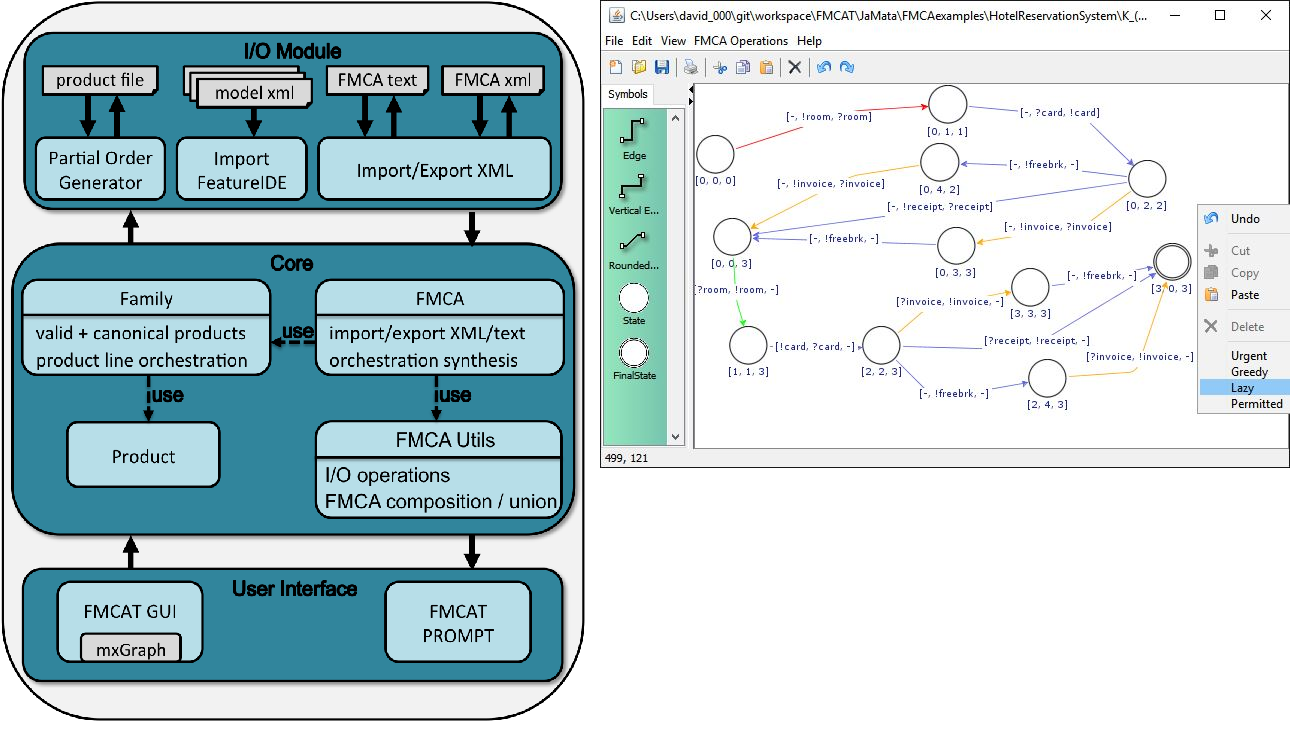 I/O Module
product file
model xml
FMCA text
FMCA xml
Partial Order
Generator
Import
FeatureIDE
Import/Export XML
Core
Family
valid + canonical products
product line orchestration
use
FMCA
import/export XML/text
orchestration synthesis
use
use
Product
FMCA Utils
I/O operations
FMCA composition / union
User Interface
FMCAT GUI
mxGraph
FMCAT
PROMPT
C:\Users\david_000\git\workspace\FMCAT\JaMata\FMCAexamples\HotelReservationSystem\K_(...
File Edit View FMCA Operations Help
Symbols
Edge
Vertical E...
Rounded...
State
FinalState
[-, !room, ?room]
[0, 1, 1]
[-, ?card, !card]
[0, 0, 0]
[-, !freebrk, -]
[0, 4, 2]
[-, !invoice, ?invoice]
[0, 2, 2]
[-, !receipt, ?receipt]
[-, !invoice, ?invoice]
[-, !freebrk, -]
[0, 0, 3]
[0, 3, 3]
[-, !freebrk, -]
[3, 0, 3]
[?room, !room, -]
[?invoice, !invoice, -]
[3, 3, 3]
[!card, ?card, -]
[?receipt, !receipt, -]
[?invoice, !invoice, -]
[1, 1, 3]
[2, 2, 3]
[-, !freebrk, -]
[2, 4, 3]
Undo
Cut
Copy
Paste
Delete
Urgent
Greedy
Lazy
Permitted
499, 121